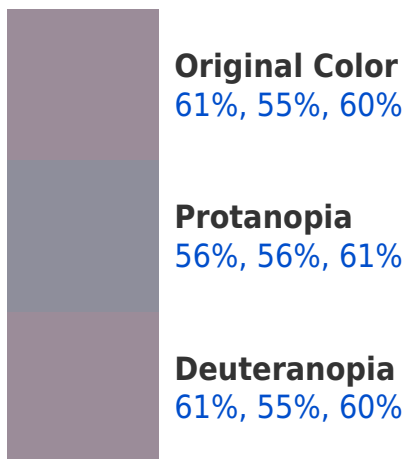 Original Color
61%, 55%, 60%
Protanopia
56%, 56%, 61%
Deuteranopia
61%, 55%, 60%